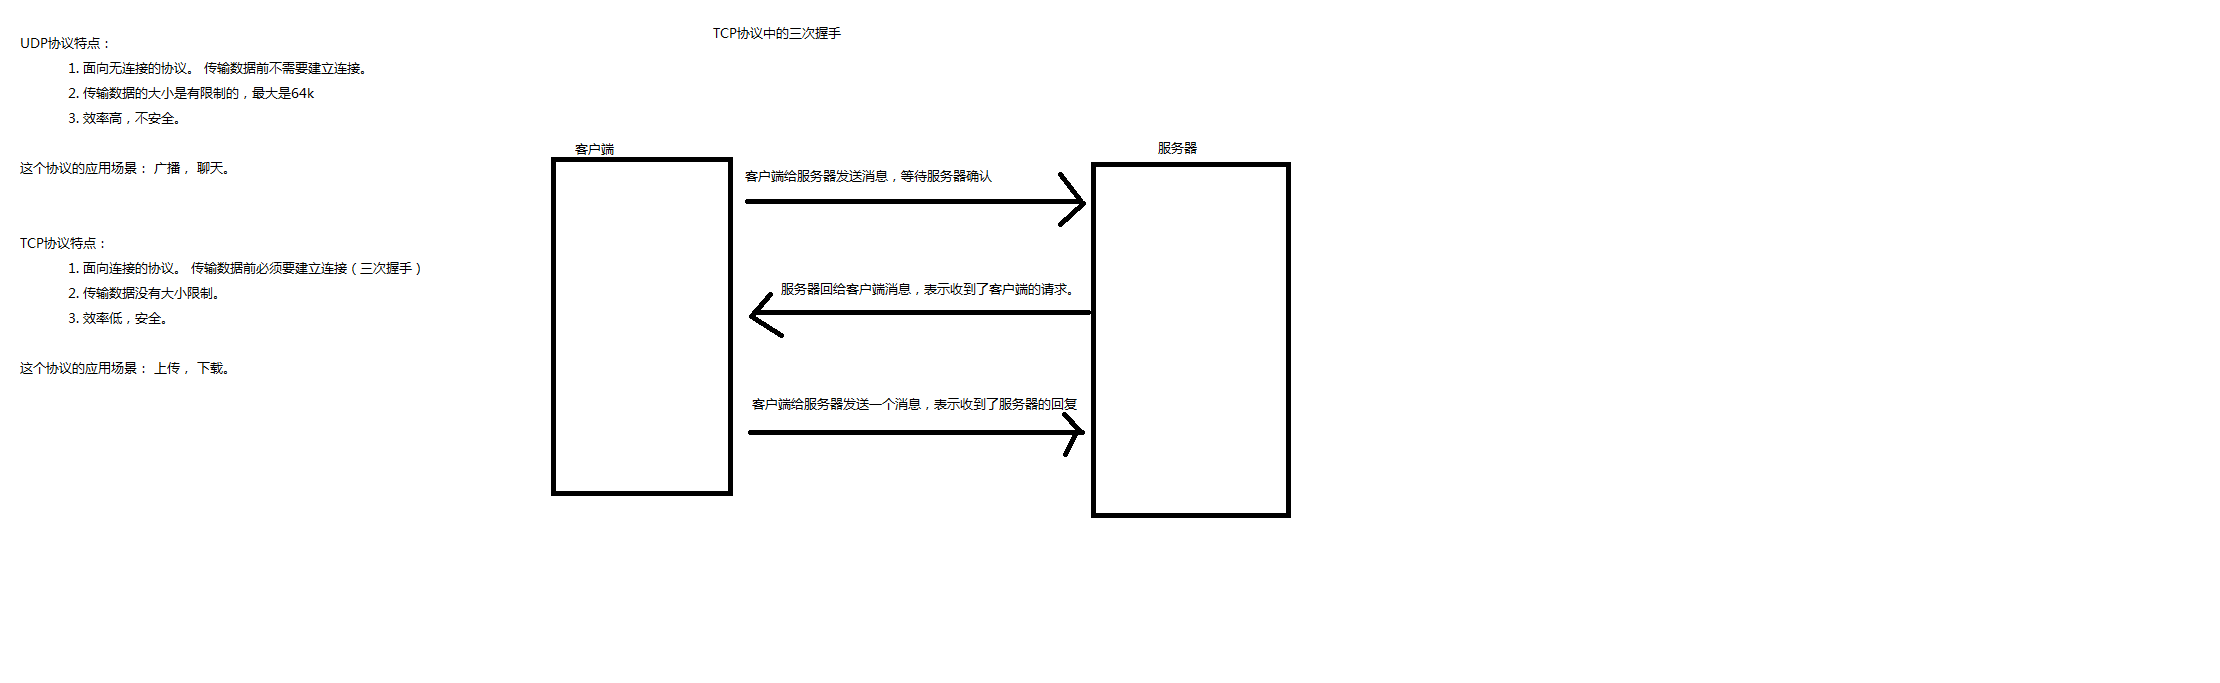 UDP协议特点：
1. 面向无连接的协议。 传输数据前不需要建立连接。
2. 传输数据的大小是有限制的，最大是64k
3. 效率高，不安全。
这个协议的应用场景： 广播， 聊天。
TCP协议特点：
1. 面向连接的协议。 传输数据前必须要建立连接（三次握手）
2. 传输数据没有大小限制。
3. 效率低，安全。
这个协议的应用场景： 上传， 下载。
TCP协议中的三次握手
客户端
服务器
客户端给服务器发送消息，等待服务器确认
服务器回给客户端消息，表示收到了客户端的请求。
客户端给服务器发送一个消息，表示收到了服务器的回复